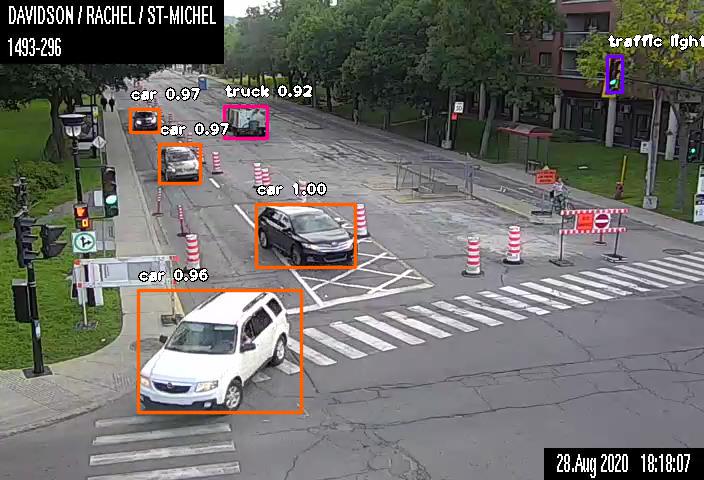 DAVIDSON / RACHEL / ST-MICHEL
1493-296
traffic light
car 0.97
truck 0.92
car 0.97
car 1.00
car 0.96
28.Aug 2020 18:18:07